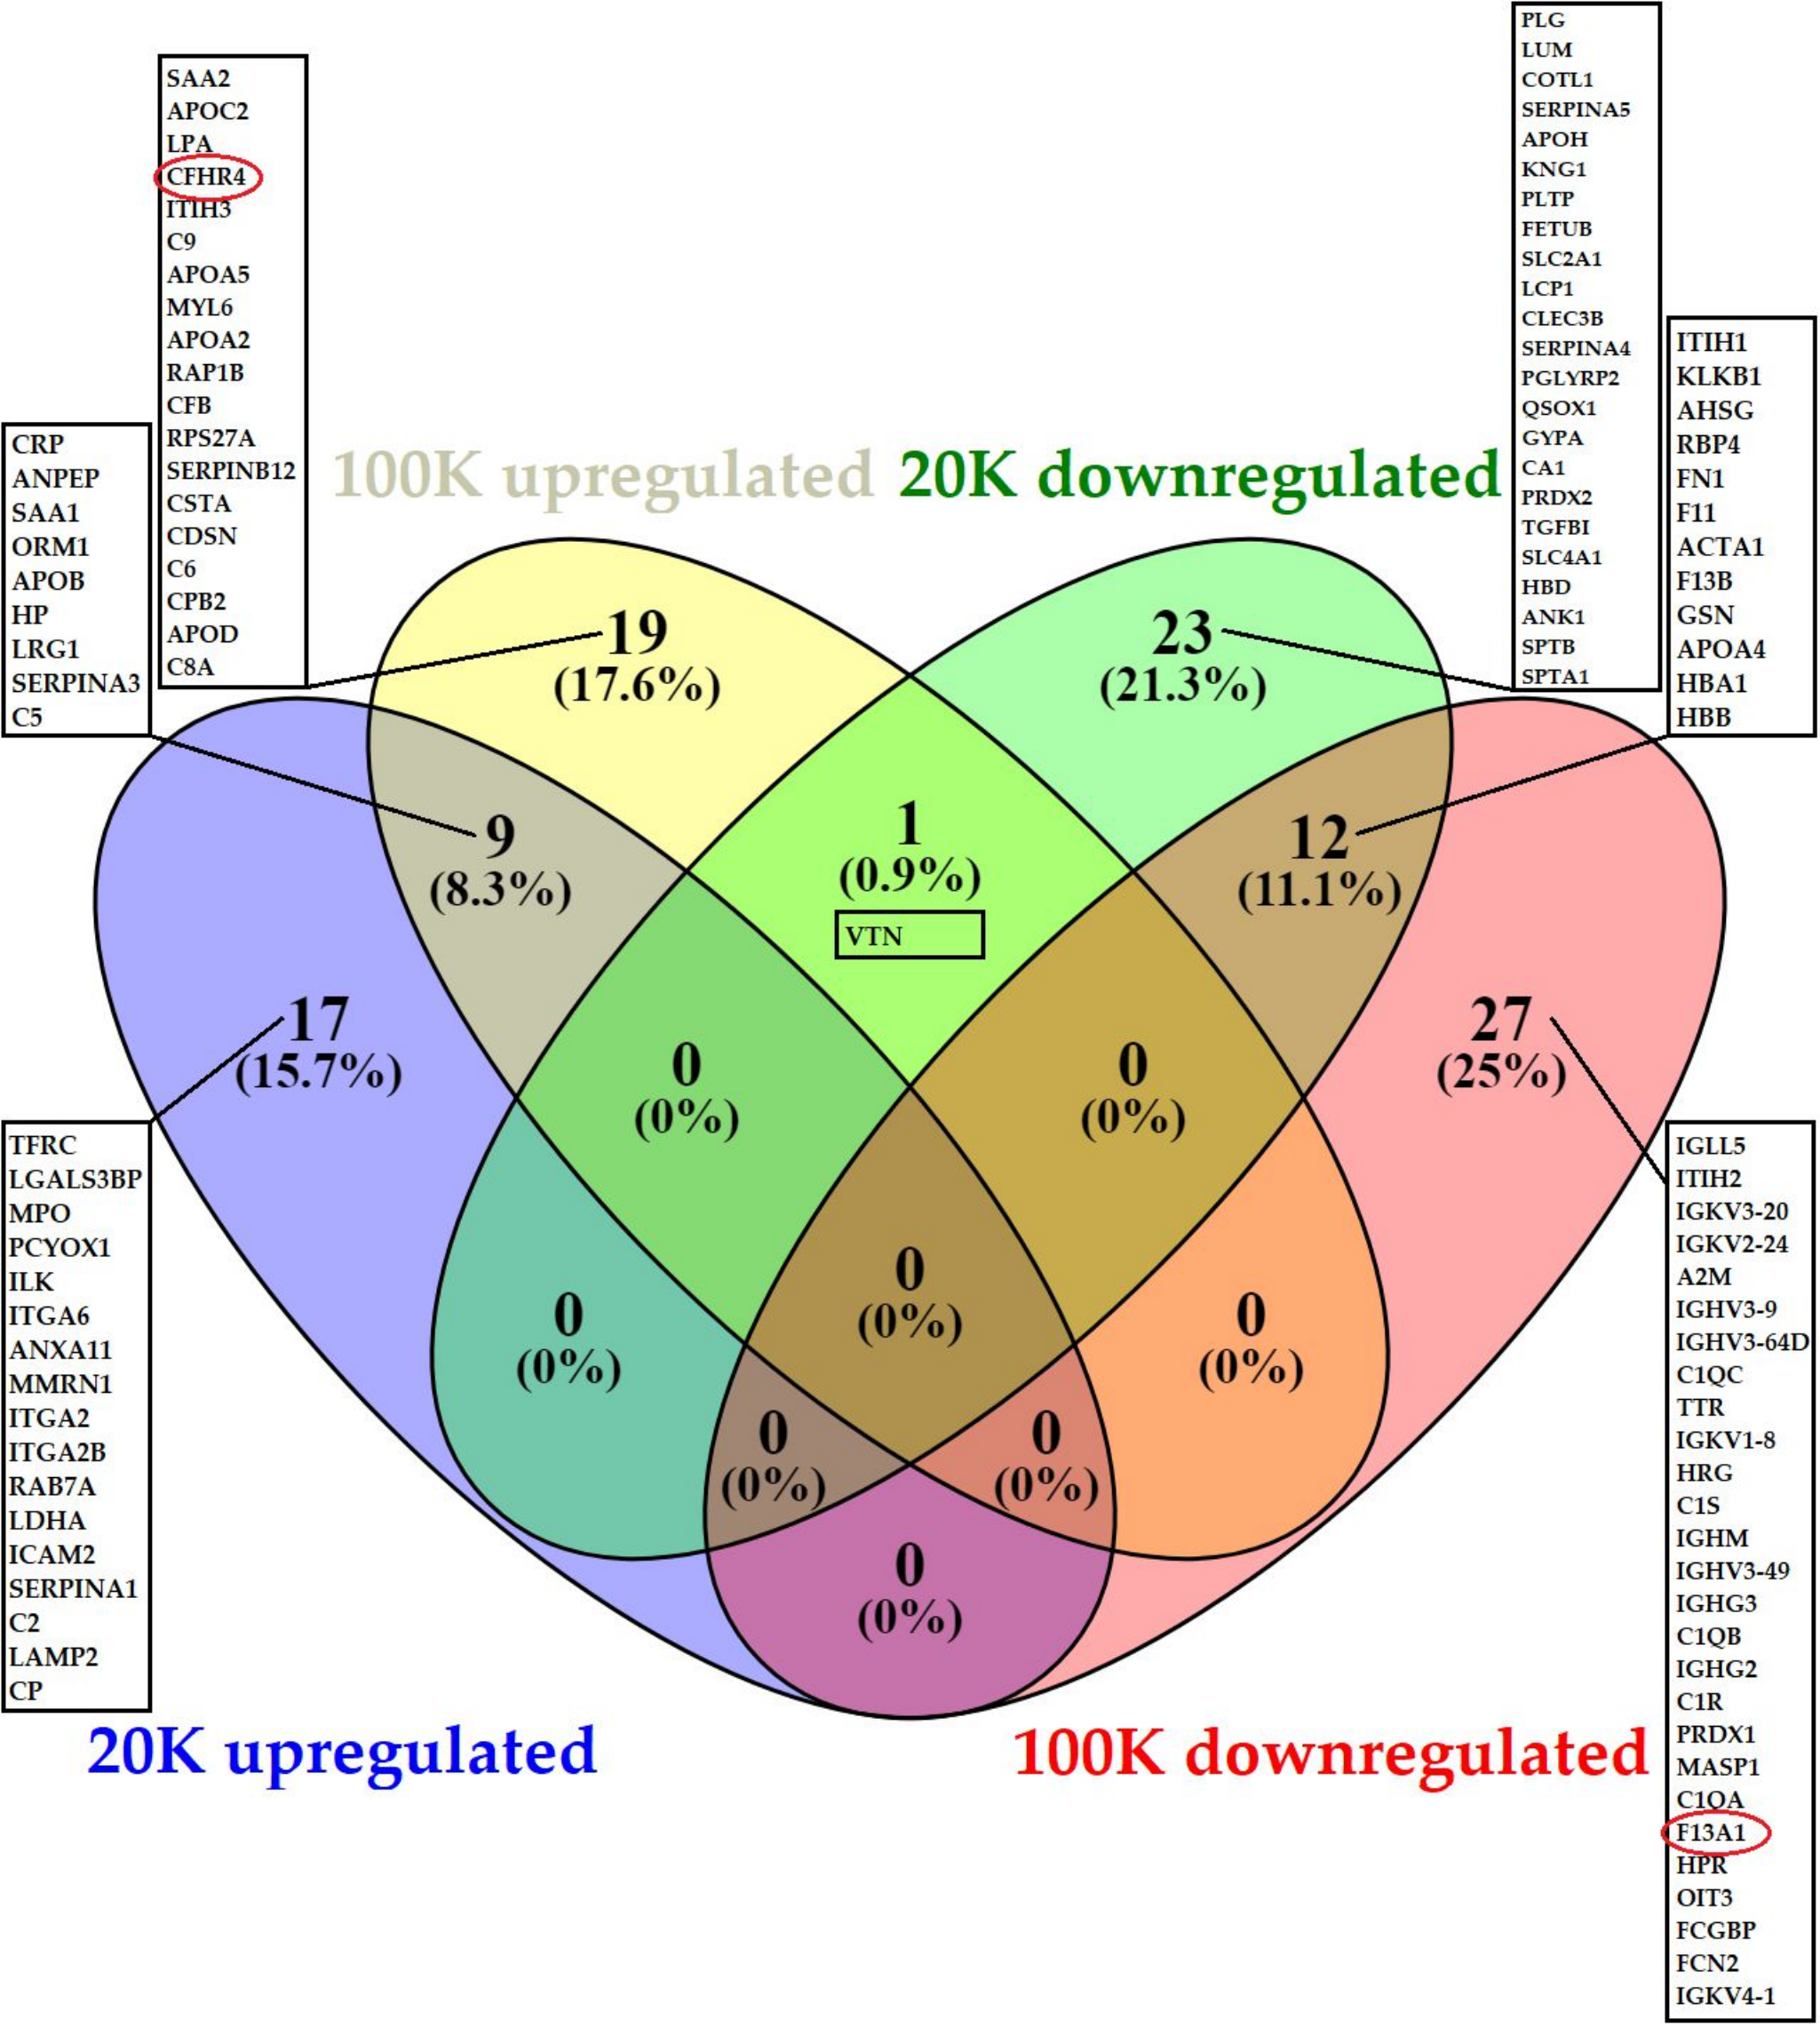 SAA2
APOC2
LPA
CFHR4
ITIH3
C9
APOA5
MYL6
APOA2
RAP1B
CFB
RPS27A
SERPINB12
CSTA
CDSN
C6
CPB2
APOD
C8A
PLG
LUM
COTL1
SERPINA5
APOH
KNG1
PLTP
FETUB
SLC2A1
LCP1
CLEC3B
SERPINA4
PGLYRP2
QSOX1
GYPA
CA1
PRDX2
TGFBI
SLC4A1
HBD
ANK1
SPTB
SPTA1
CRP
ANPEP
SAA1
ORM1
APOB
HP
LRG1
SERPINA3
C5
ITIH1
KLKB1
AHSG
RBP4
FN1
F11
ACTA1
F13B
GSN
APOA4
HBA1
HBB
100K upregulated
20K downregulated
19
(17.6%)
23
(21.3%)
9
(8.3%)
1
(0.9%)
VTN
12
(11.1%)
17
(15.7%)
0
(0%)
0
(0%)
27
(25%)
0
(0%)
0
(0%)
0
(0%)
0
(0%)
0
(0%)
0
(0%)
TFRC
LGALS3BP
MPO
PCYOX1
ILK
ITGA6
ANXA11
MMRN1
ITGA2
ITGA2B
RAB7A
LDHA
ICAM2
SERPINA1
C2
LAMP2
CP
IGLL5
ITIH2
IGKV3-20
IGKV2-24
A2M
IGHV3-9
IGHV3-64D
C1QC
TTR
IGKV1-8
HRG
C1S
IGHM
IGHV3-49
IGHG3
C1QB
IGHG2
C1R
PRDX1
MASP1
C1QA
F13A1
HPR
OIT3
FCGBP
FCN2
IGKV4-1
20K upregulated
100K downregulated